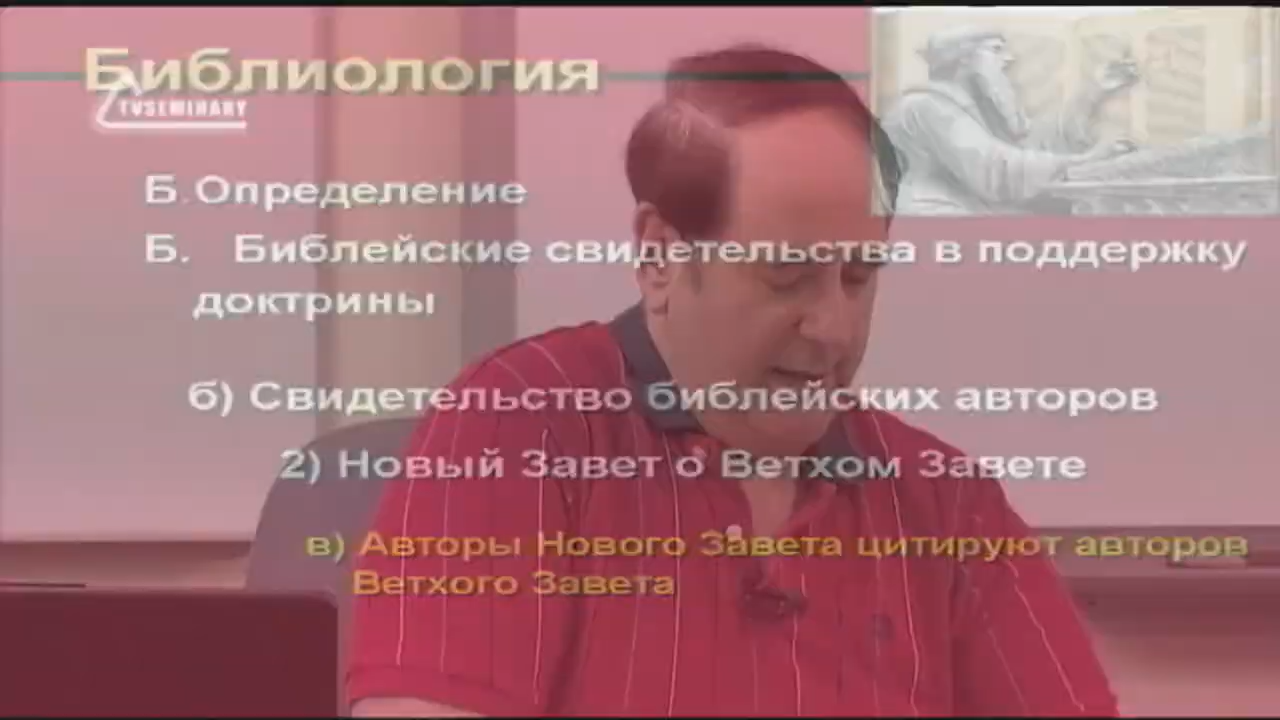 Библиология
TVSEMINARY
Б. Определение
Б. Библейские свидетельства в поддержку
доктрины
б) Свидетельство библейских авторов
2) Новый Завет о Ветхом Завете
в) Авторы Нового Завета цитируют авторов
Ветхого Завета